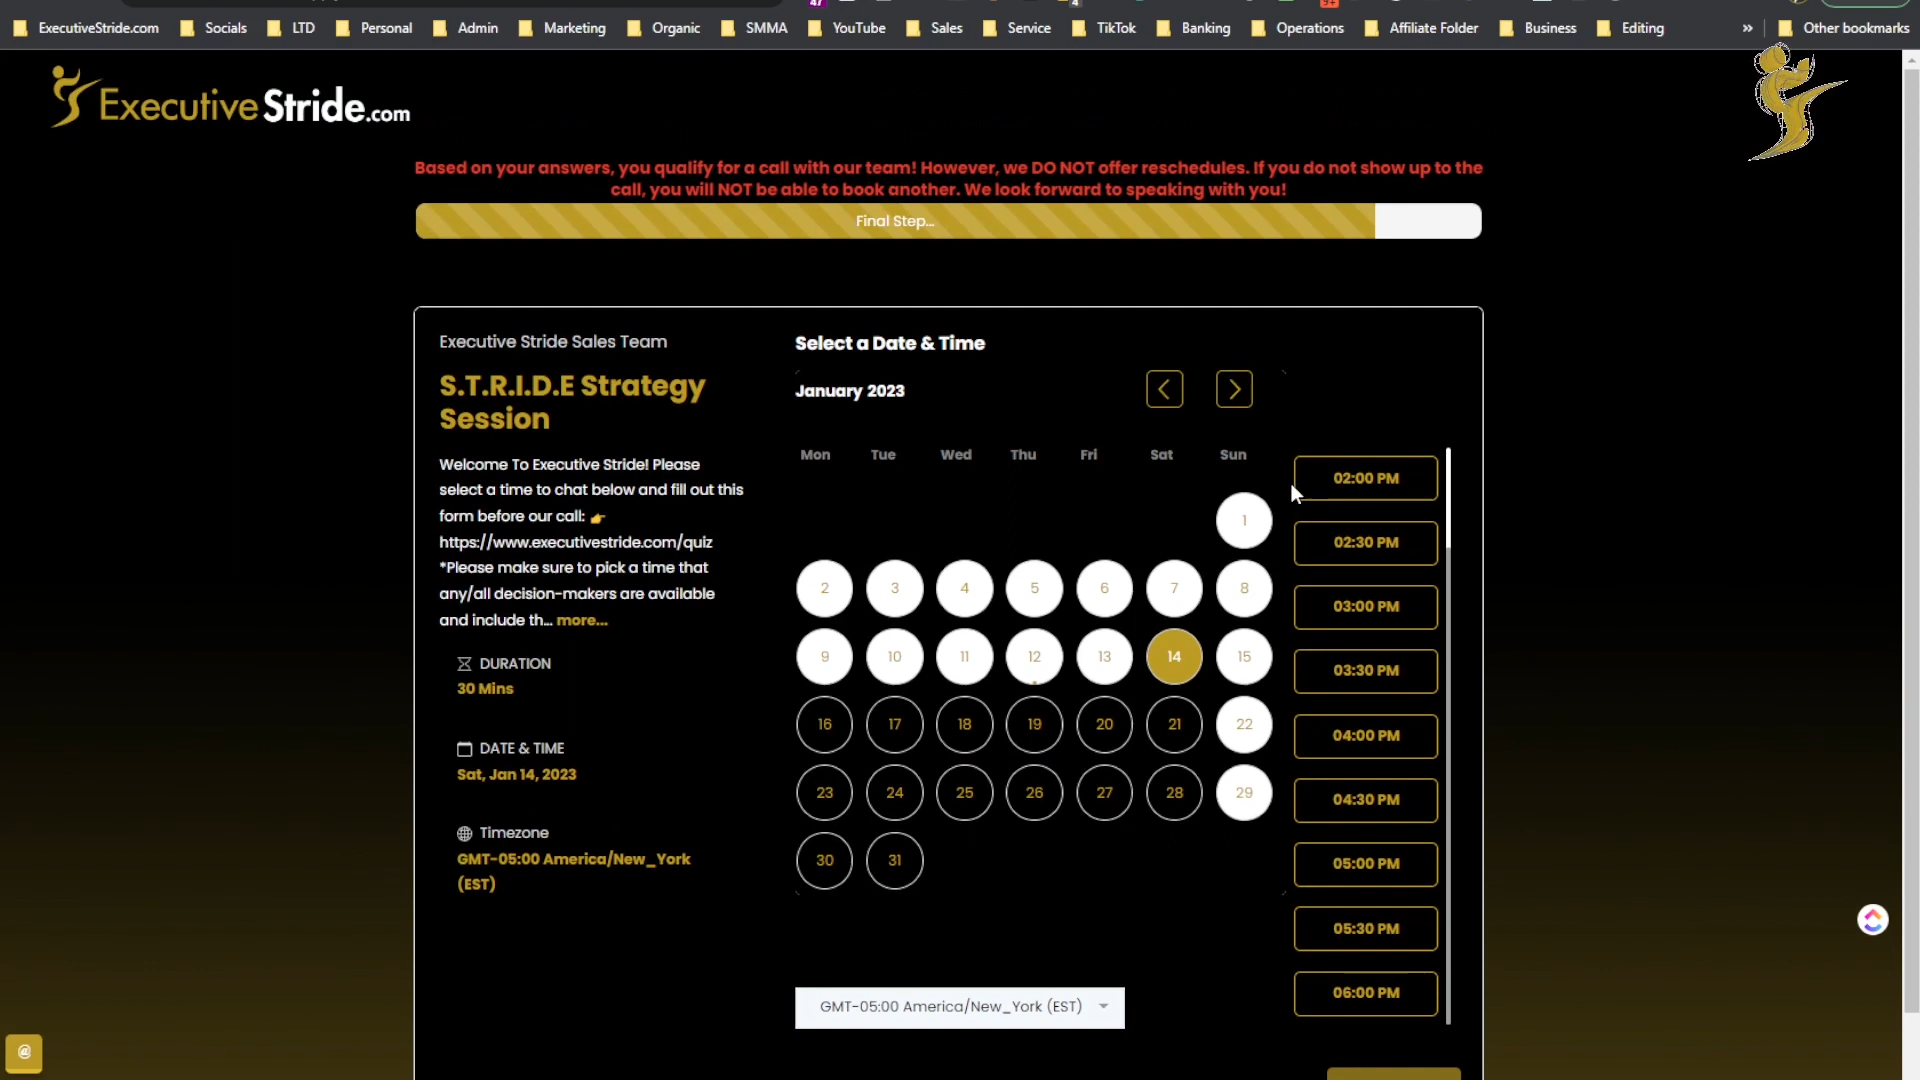 47
4
9+
ExecutiveStride.com Socials LTD Personal Admin Marketing Organic SMMA YouTube Sales Service TikTok Banking Operations Affiliate Folder Business Editing » Other bookmarks
ExecutiveStride.com
Based on your answers, you qualify for a call with our team! However, we DO NOT offer reschedules. If you do not show up to the
call, you will NOT be able to book another. We look forward to speaking with you!
Final Step...
Executive Stride Sales Team
S.T.R.I.D.E Strategy
Session
Welcome To Executive Stride! Please
select a time to chat below and fill out this
form before our call: 👉
https://www.executivestride.com/quiz
*Please make sure to pick a time that
any/all decision-makers are available
and include th... more...
DURATION
30 Mins
DATE & TIME
Sat, Jan 14, 2023
Timezone
GMT-05:00 America/New_York
(EST)
Select a Date & Time
January 2023
Mon Tue Wed Thu Fri Sat Sun
1
2 3 4 5 6 7 8
9 10 11 12 13 14 15
16 17 18 19 20 21 22
23 24 25 26 27 28 29
30 31
GMT-05:00 America/New_York (EST)
02:00 PM
02:30 PM
03:00 PM
03:30 PM
04:00 PM
04:30 PM
05:00 PM
05:30 PM
06:00 PM
@